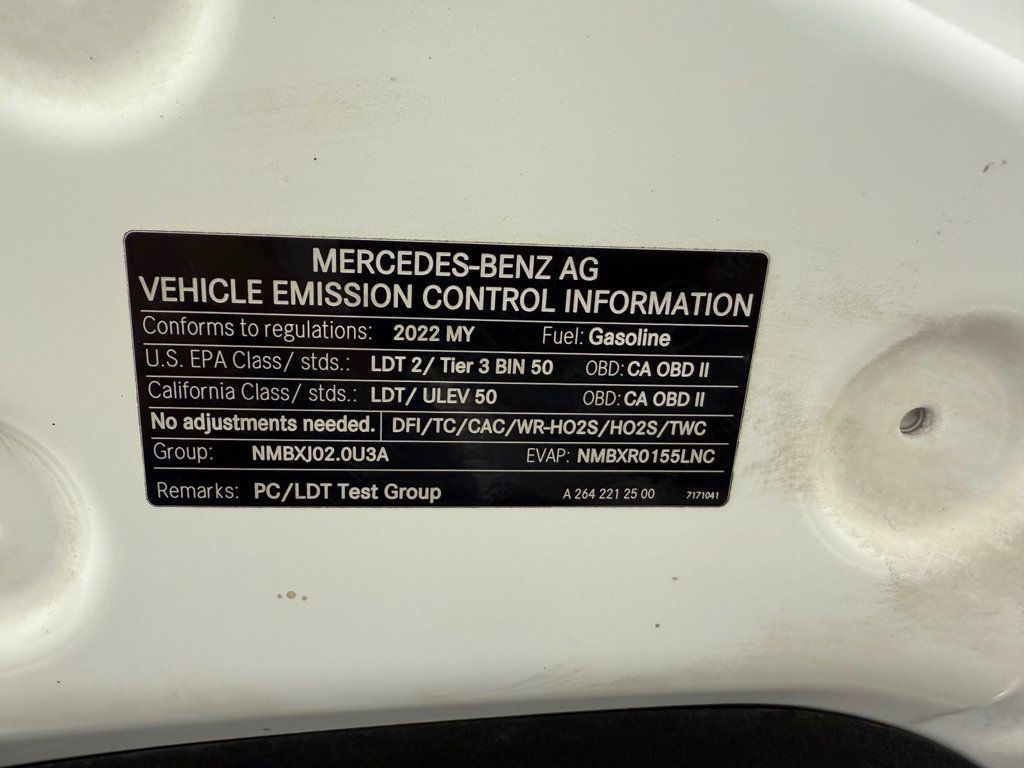 MERCEDES-BENZ AG
VEHICLE EMISSION CONTROL INFORMATION
Conforms to regulations: 2022 MY Fuel: Gasoline
U.S. EPA Class/ stds.: LDT 2/ Tier 3 BIN 50 OBD: CA OBD II
California Class/ stds.: LDT/ ULEV 50 OBD: CA OBD II
No adjustments needed. DFI/TC/CAC/WR-HO2S/HO2S/TWC
Group: NMBXJ02.0U3A EVAP: NMBXR0155LNC
Remarks: PC/LDT Test Group A 264 221 25 00 7171041